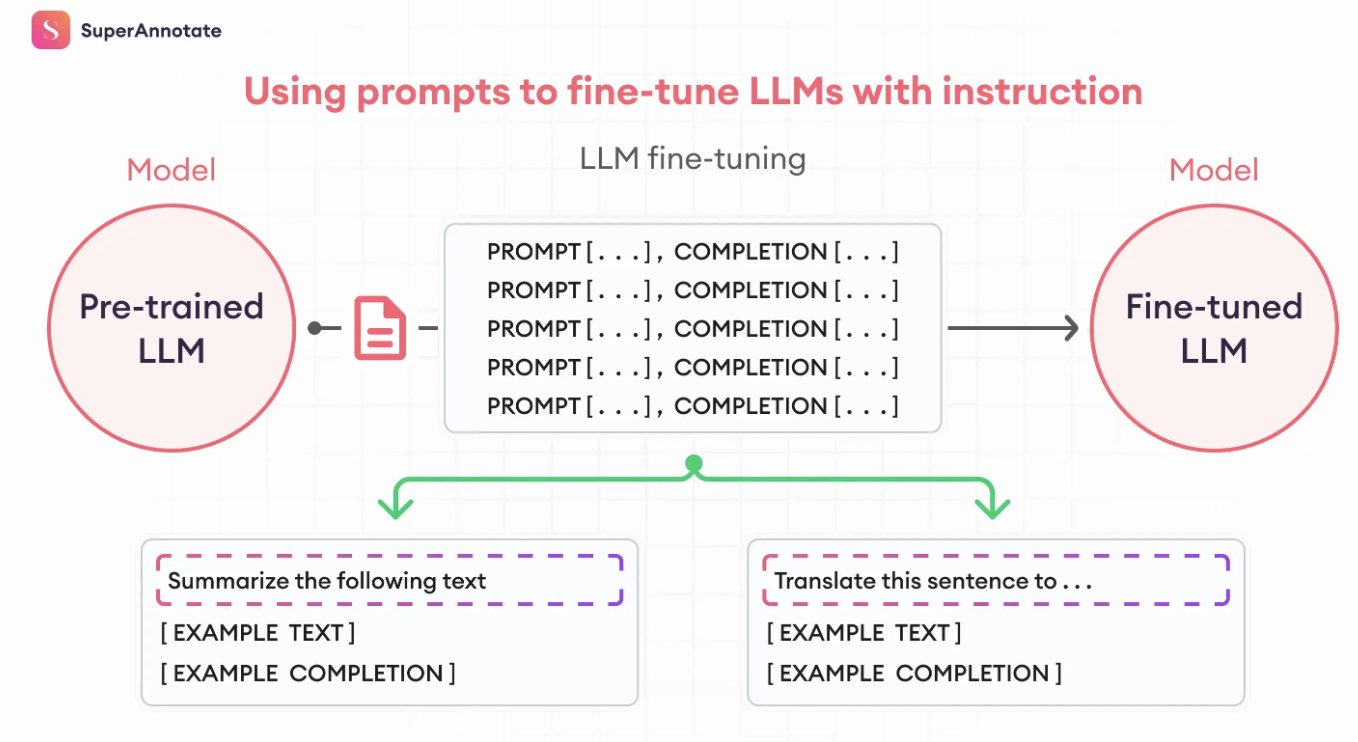 SuperAnnotate
Using prompts to fine-tune LLMs with instruction
LLM fine-tuning
Model
Pre-trained
LLM
PROMPT[...], COMPLETION[...]
PROMPT[...], COMPLETION[...]
PROMPT[...], COMPLETION[...]
PROMPT[...], COMPLETION[...]
PROMPT[...], COMPLETION[...]
Model
Fine-tuned
LLM
Summarize the following text
[EXAMPLE TEXT]
[EXAMPLE COMPLETION]
Translate this sentence to...
[EXAMPLE TEXT]
[EXAMPLE COMPLETION]